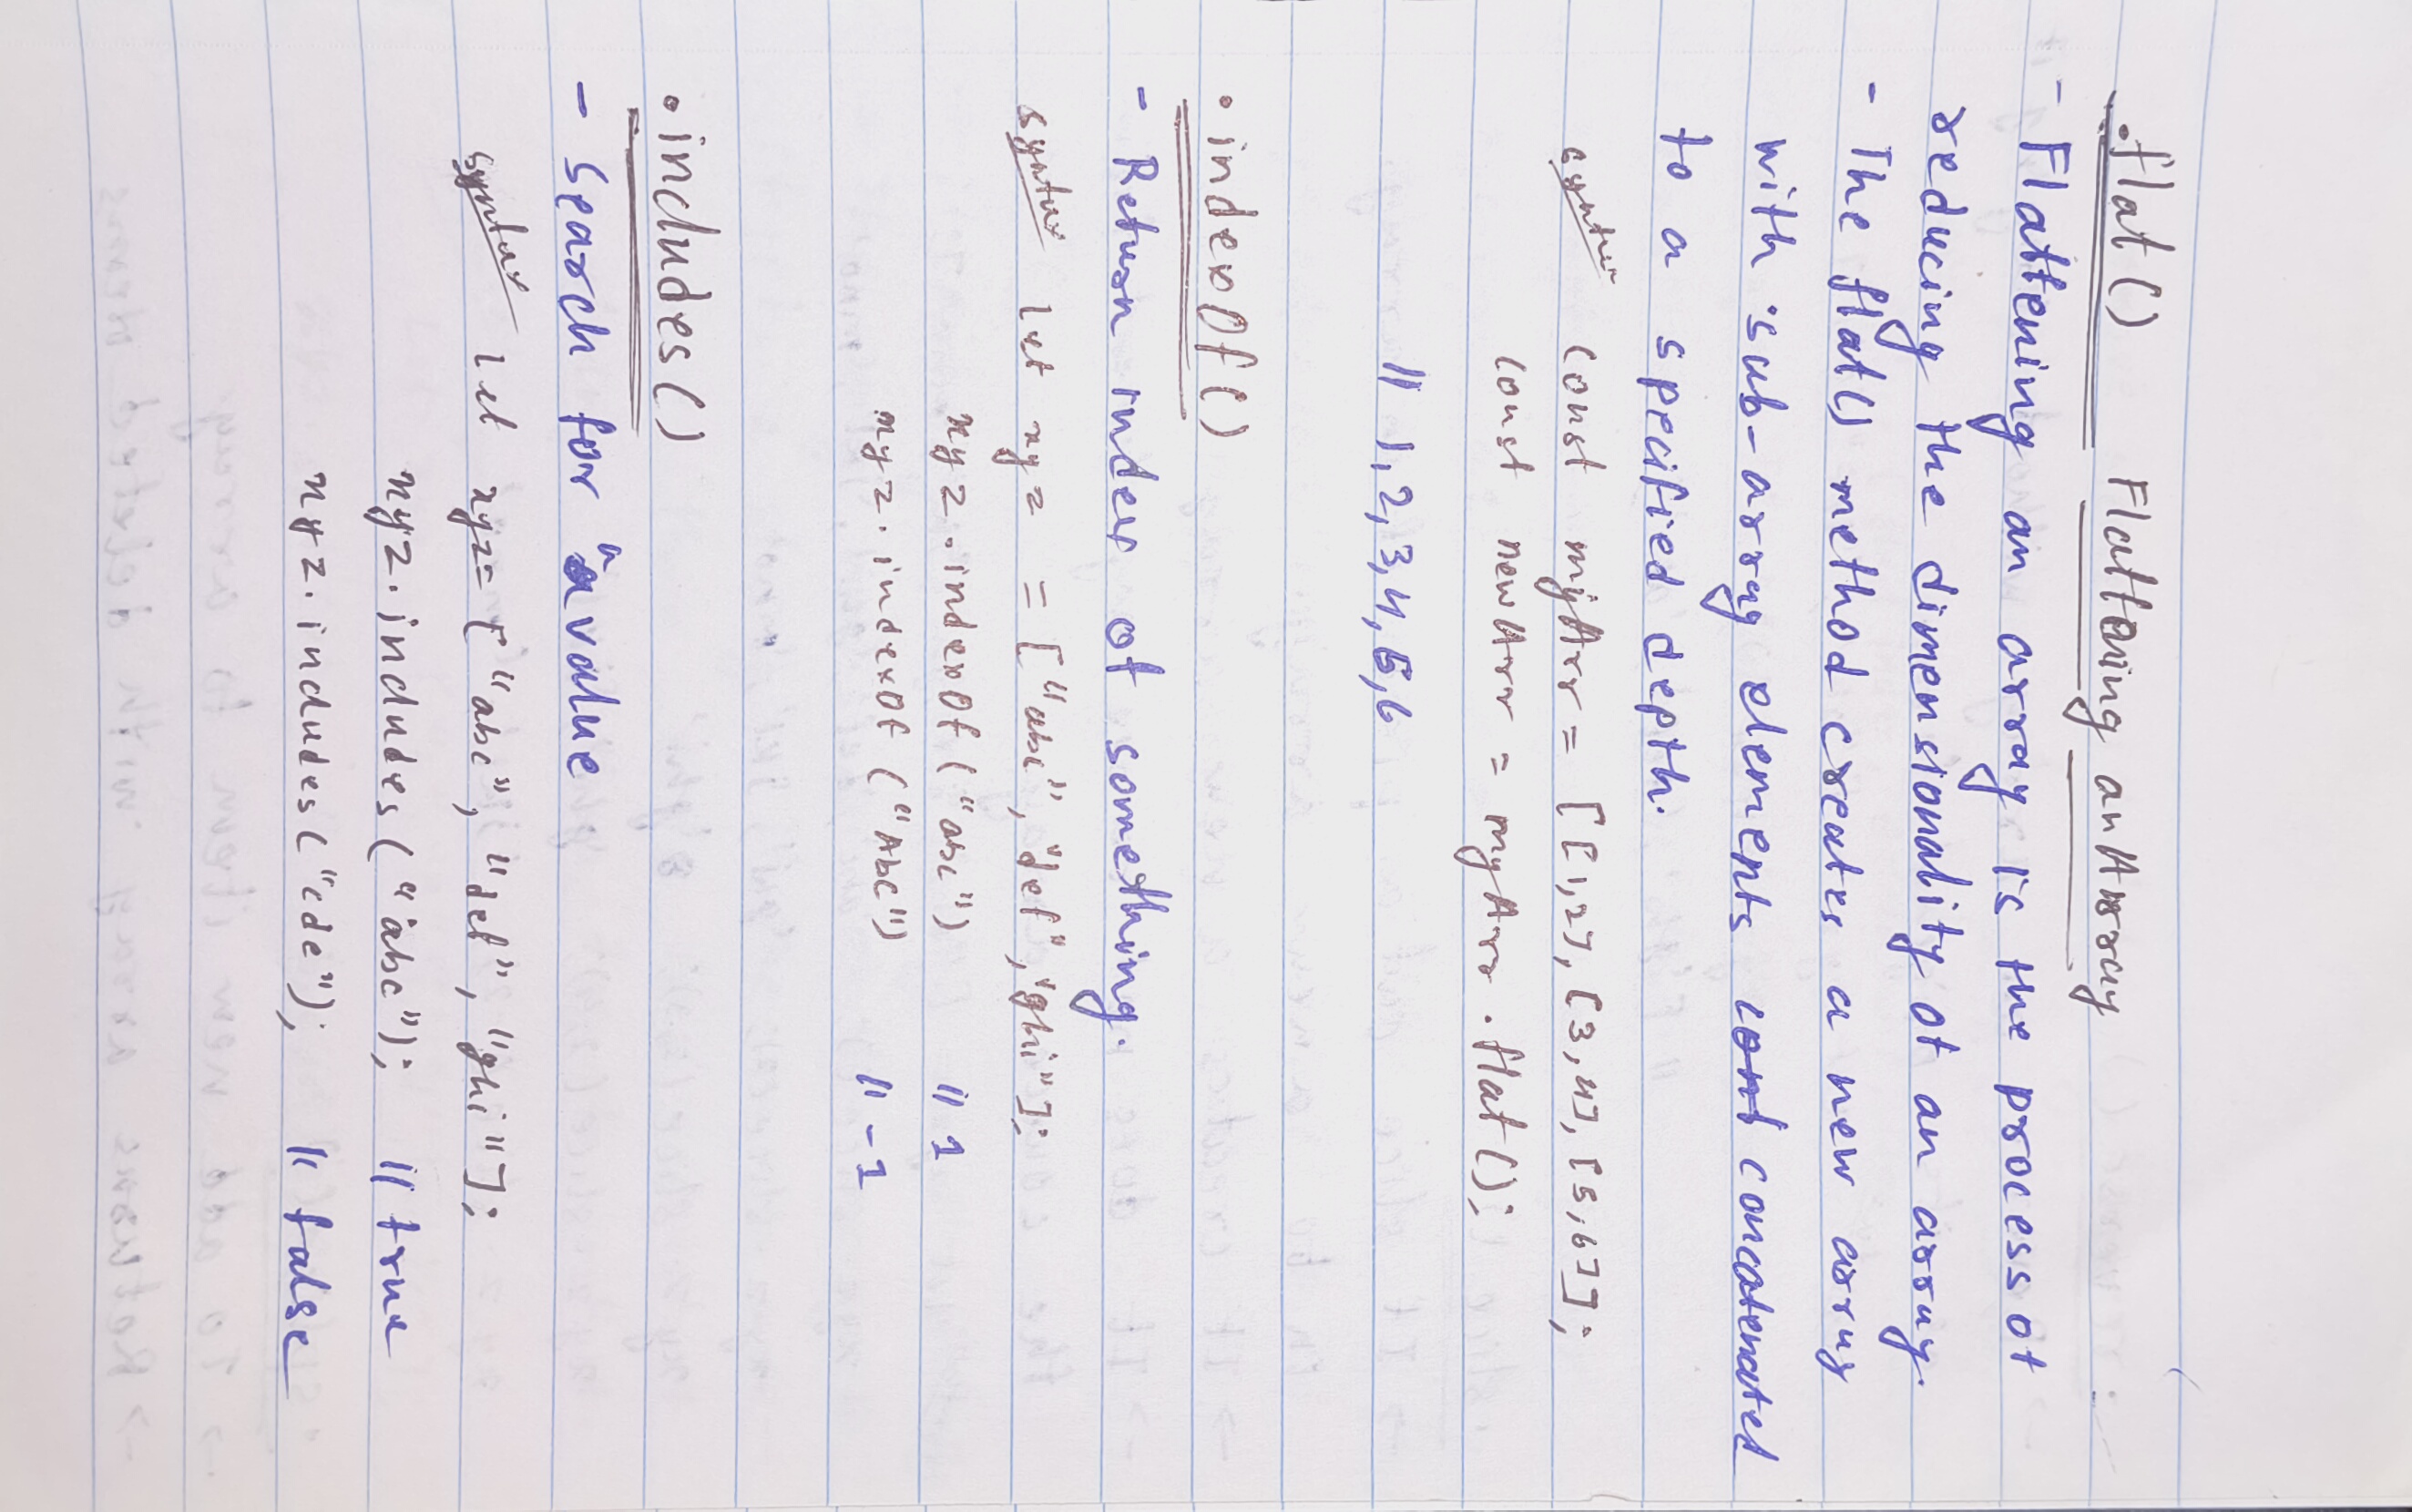 .flat() Flattening an Array
- Flattening an array is the process of
reducing the dimensionality of an array.
- The flat() method creates a new array
with sub-array elements cont concatenated
to a specified depth.
syntax const myArr = [[1,2], [3,4], [5,6]];
const newArr = myArr.flat();
// 1,2,3,4,5,6
• indexOf()
- Return index of something.
syntax let xyz = ["abc", "def", "ghi"];
xyz.indexOf("abc") // 1
xyz.indexOf("Abc") // -1
• includes()
- Search for a value
syntax let xyz = ["abc", "def", "ghi"];
xyz.includes("abc"); // true
xyz.includes("cde"); // false